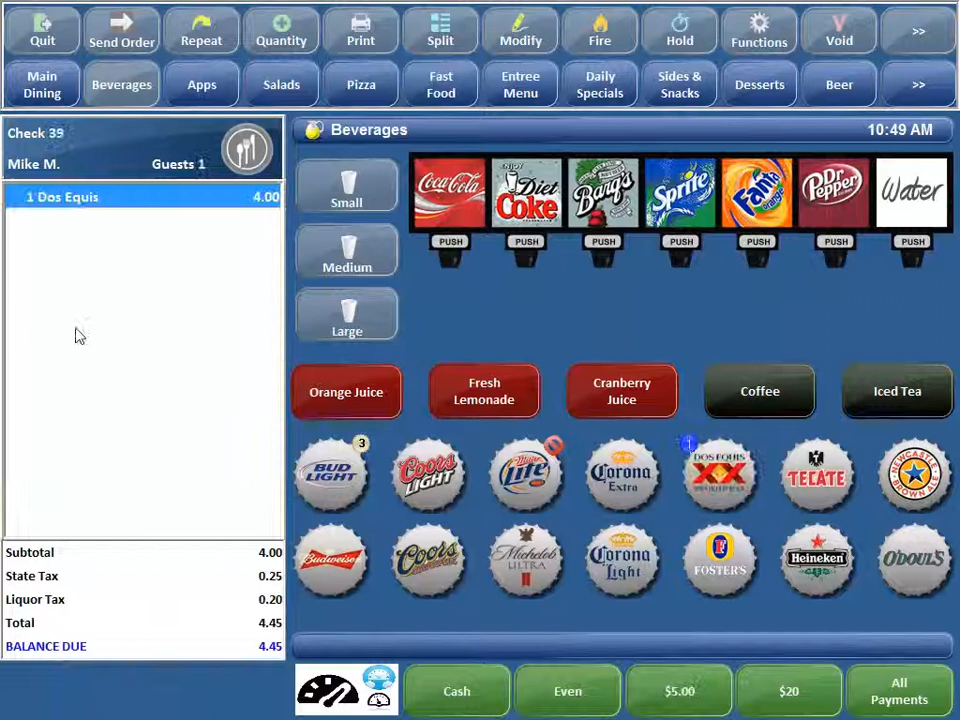 Quit
Send Order
Repeat
Quantity
Print
Split
Modify
Fire
Hold
Functions
V
Void
>>
Main
Dining
Beverages
Apps
Salads
Pizza
Fast
Food
Entree
Menu
Daily
Specials
Sides &
Snacks
Desserts
Beer
>>
Check 39
Mike M.
Guests 1
1 Dos Equis 4.00
Subtotal 4.00
State Tax 0.25
Liquor Tax 0.20
Total 4.45
BALANCE DUE 4.45
Beverages
10:49 AM
Small
Medium
Large
Coca-Cola
ENJOY
Diet
Coke
Barq's
Sprite
Fanta
Dr Pepper
Water
PUSH
PUSH
PUSH
PUSH
PUSH
PUSH
PUSH
Orange Juice
Fresh
Lemonade
Cranberry
Juice
Coffee
Iced Tea
3
BUD
LIGHT
Coors
LIGHT
Miller
Lite
Corona
Extra
1
DOS EQUIS
XX
TECATE
NEWCASTLE
BROWN ALE
Budweiser
Coors
Michelob
ULTRA
Corona
Light
F
FOSTER'S
Heineken
O'DOUL'S
Cash
Even
$5.00
$20
All
Payments